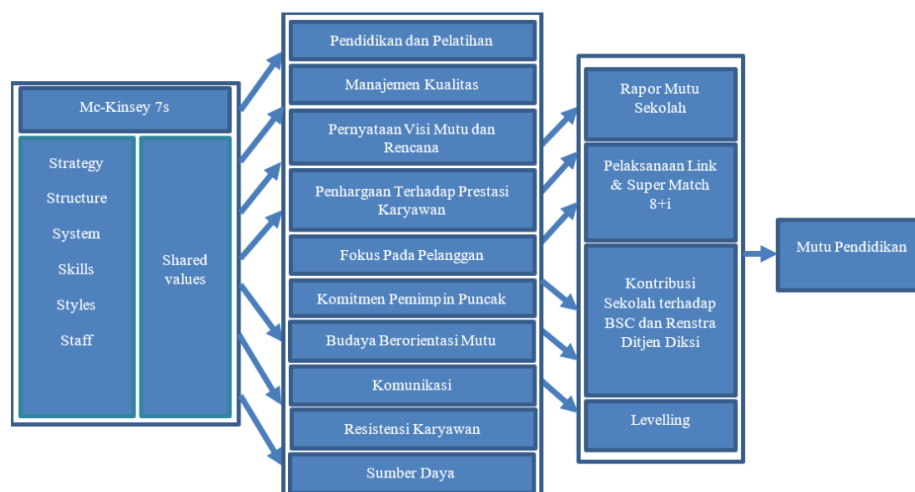 Mc-Kinsey 7s
Strategy
Structure
System
Skills
Styles
Staff
Shared
values
Pendidikan dan Pelatihan
Manajemen Kualitas
Pernyataan Visi Mutu dan
Rencana
Penhargaan Terhadap Prestasi
Karyawan
Fokus Pada Pelanggan
Komitmen Pemimpin Puncak
Budaya Berorientasi Mutu
Komunikasi
Resistensi Karyawan
Sumber Daya
Rapor Mutu
Sekolah
Pelaksanaan Link
& Super Match
8+i
Kontribusi
Sekolah terhadap
BSC dan Renstra
Ditjen Diksi
Levelling
Mutu Pendidikan